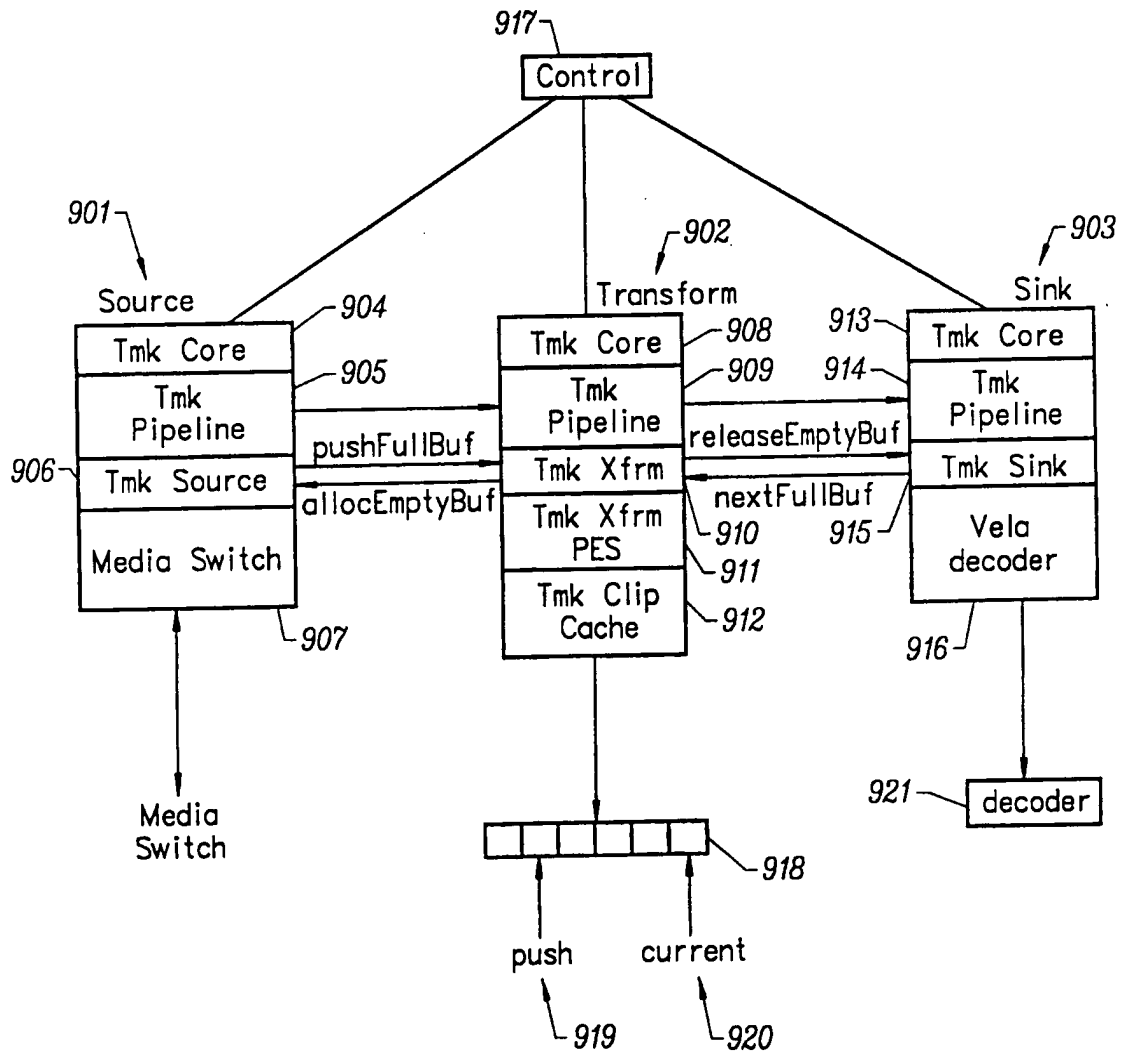 917
Control
901
902
903
Source
Transform
Sink
904
908
913
Tmk Core
Tmk Core
Tmk Core
905
909
914
Tmk
Pipeline
Tmk
Pipeline
Tmk
Pipeline
pushFullBuf
releaseEmptyBuf
906
Tmk Source
Tmk Xfrm
Tmk Sink
allocEmptyBuf
nextFullBuf
910
915
Media Switch
Tmk Xfrm
PES
Vela
decoder
911
Tmk Clip
Cache
912
907
916
Media
Switch
921
decoder
918
push
current
919
920